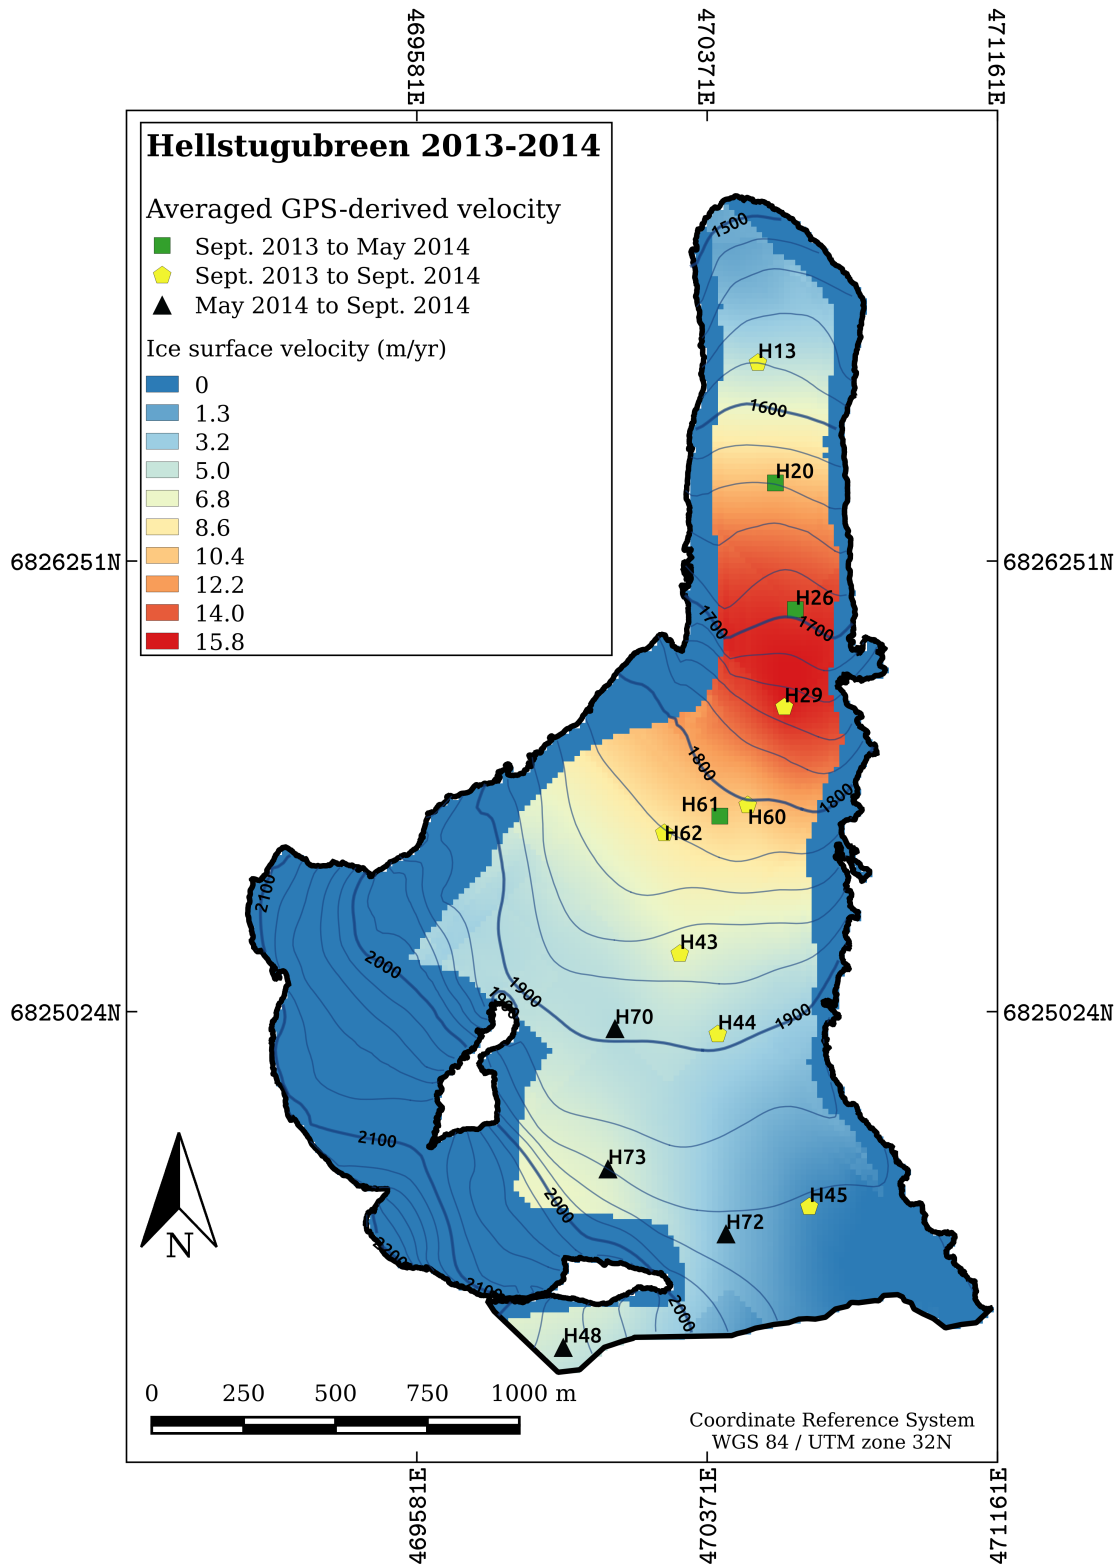 469581E
470371E
471161E
Hellstugubreen 2013-2014
Averaged GPS-derived velocity
Sept. 2013 to May 2014
Sept. 2013 to Sept. 2014
May 2014 to Sept. 2014
Ice surface velocity (m/yr)
0
1.3
3.2
5.0
6.8
8.6
10.4
12.2
14.0
15.8
1500
H13
1600
H20
6826251N
6826251N
H26
1700
1700
H29
1800
1800
H61
H60
H62
2100
H43
2000
1900
1900
1900
H70
H44
6825024N
6825024N
2100
H73
2000
H45
H72
2200
2100
2000
H48
N
0 250 500 750 1000 m
Coordinate Reference System
WGS 84 / UTM zone 32N
469581E
470371E
471161E